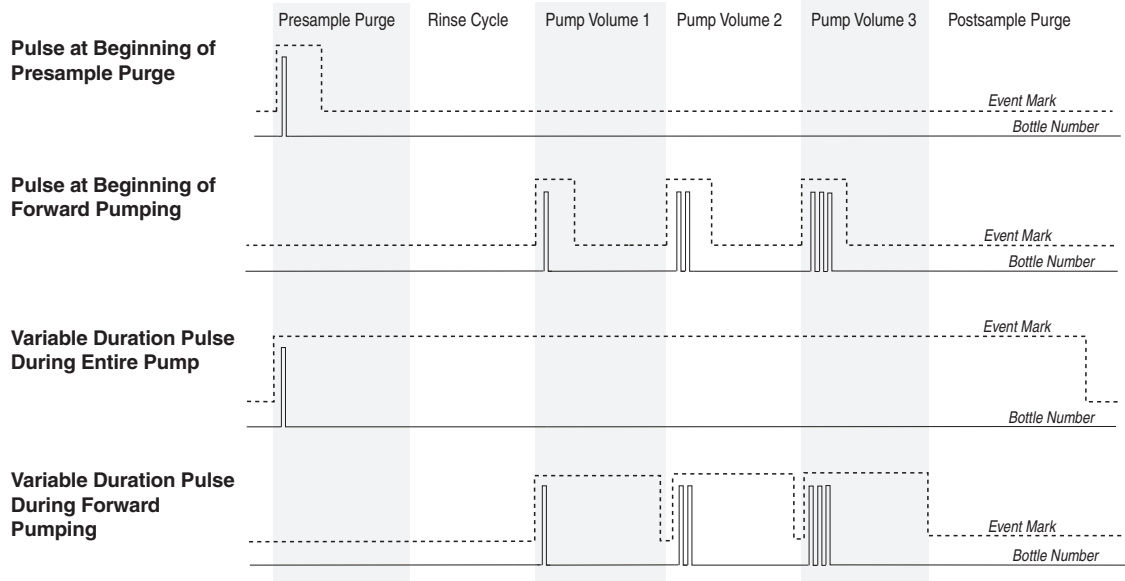 Presample Purge Rinse Cycle Pump Volume 1 Pump Volume 2 Pump Volume 3 Postsample Purge
Pulse at Beginning of
Presample Purge
Event Mark
Bottle Number
Pulse at Beginning of
Forward Pumping
Event Mark
Bottle Number
Variable Duration Pulse
During Entire Pump
Event Mark
Bottle Number
Variable Duration Pulse
During Forward
Pumping
Event Mark
Bottle Number